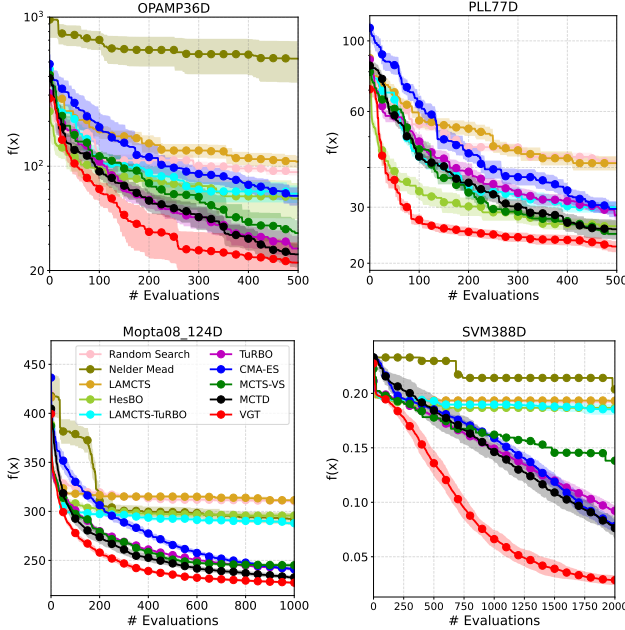 OPAMP36D
10³
10²
20
f(x)
0 100 200 300 400 500
# Evaluations
PLL77D
100
60
30
20
f(x)
0 100 200 300 400 500
# Evaluations
Mopta08_124D
450
400
350
300
250
f(x)
Random Search
Nelder Mead
LAMCTS
HesBO
LAMCTS-TuRBO
TuRBO
CMA-ES
MCTS-VS
MCTD
VGT
0 200 400 600 800 1000
# Evaluations
SVM388D
0.20
0.15
0.10
0.05
f(x)
0 250 500 750 1000 1250 1500 1750 2000
# Evaluations